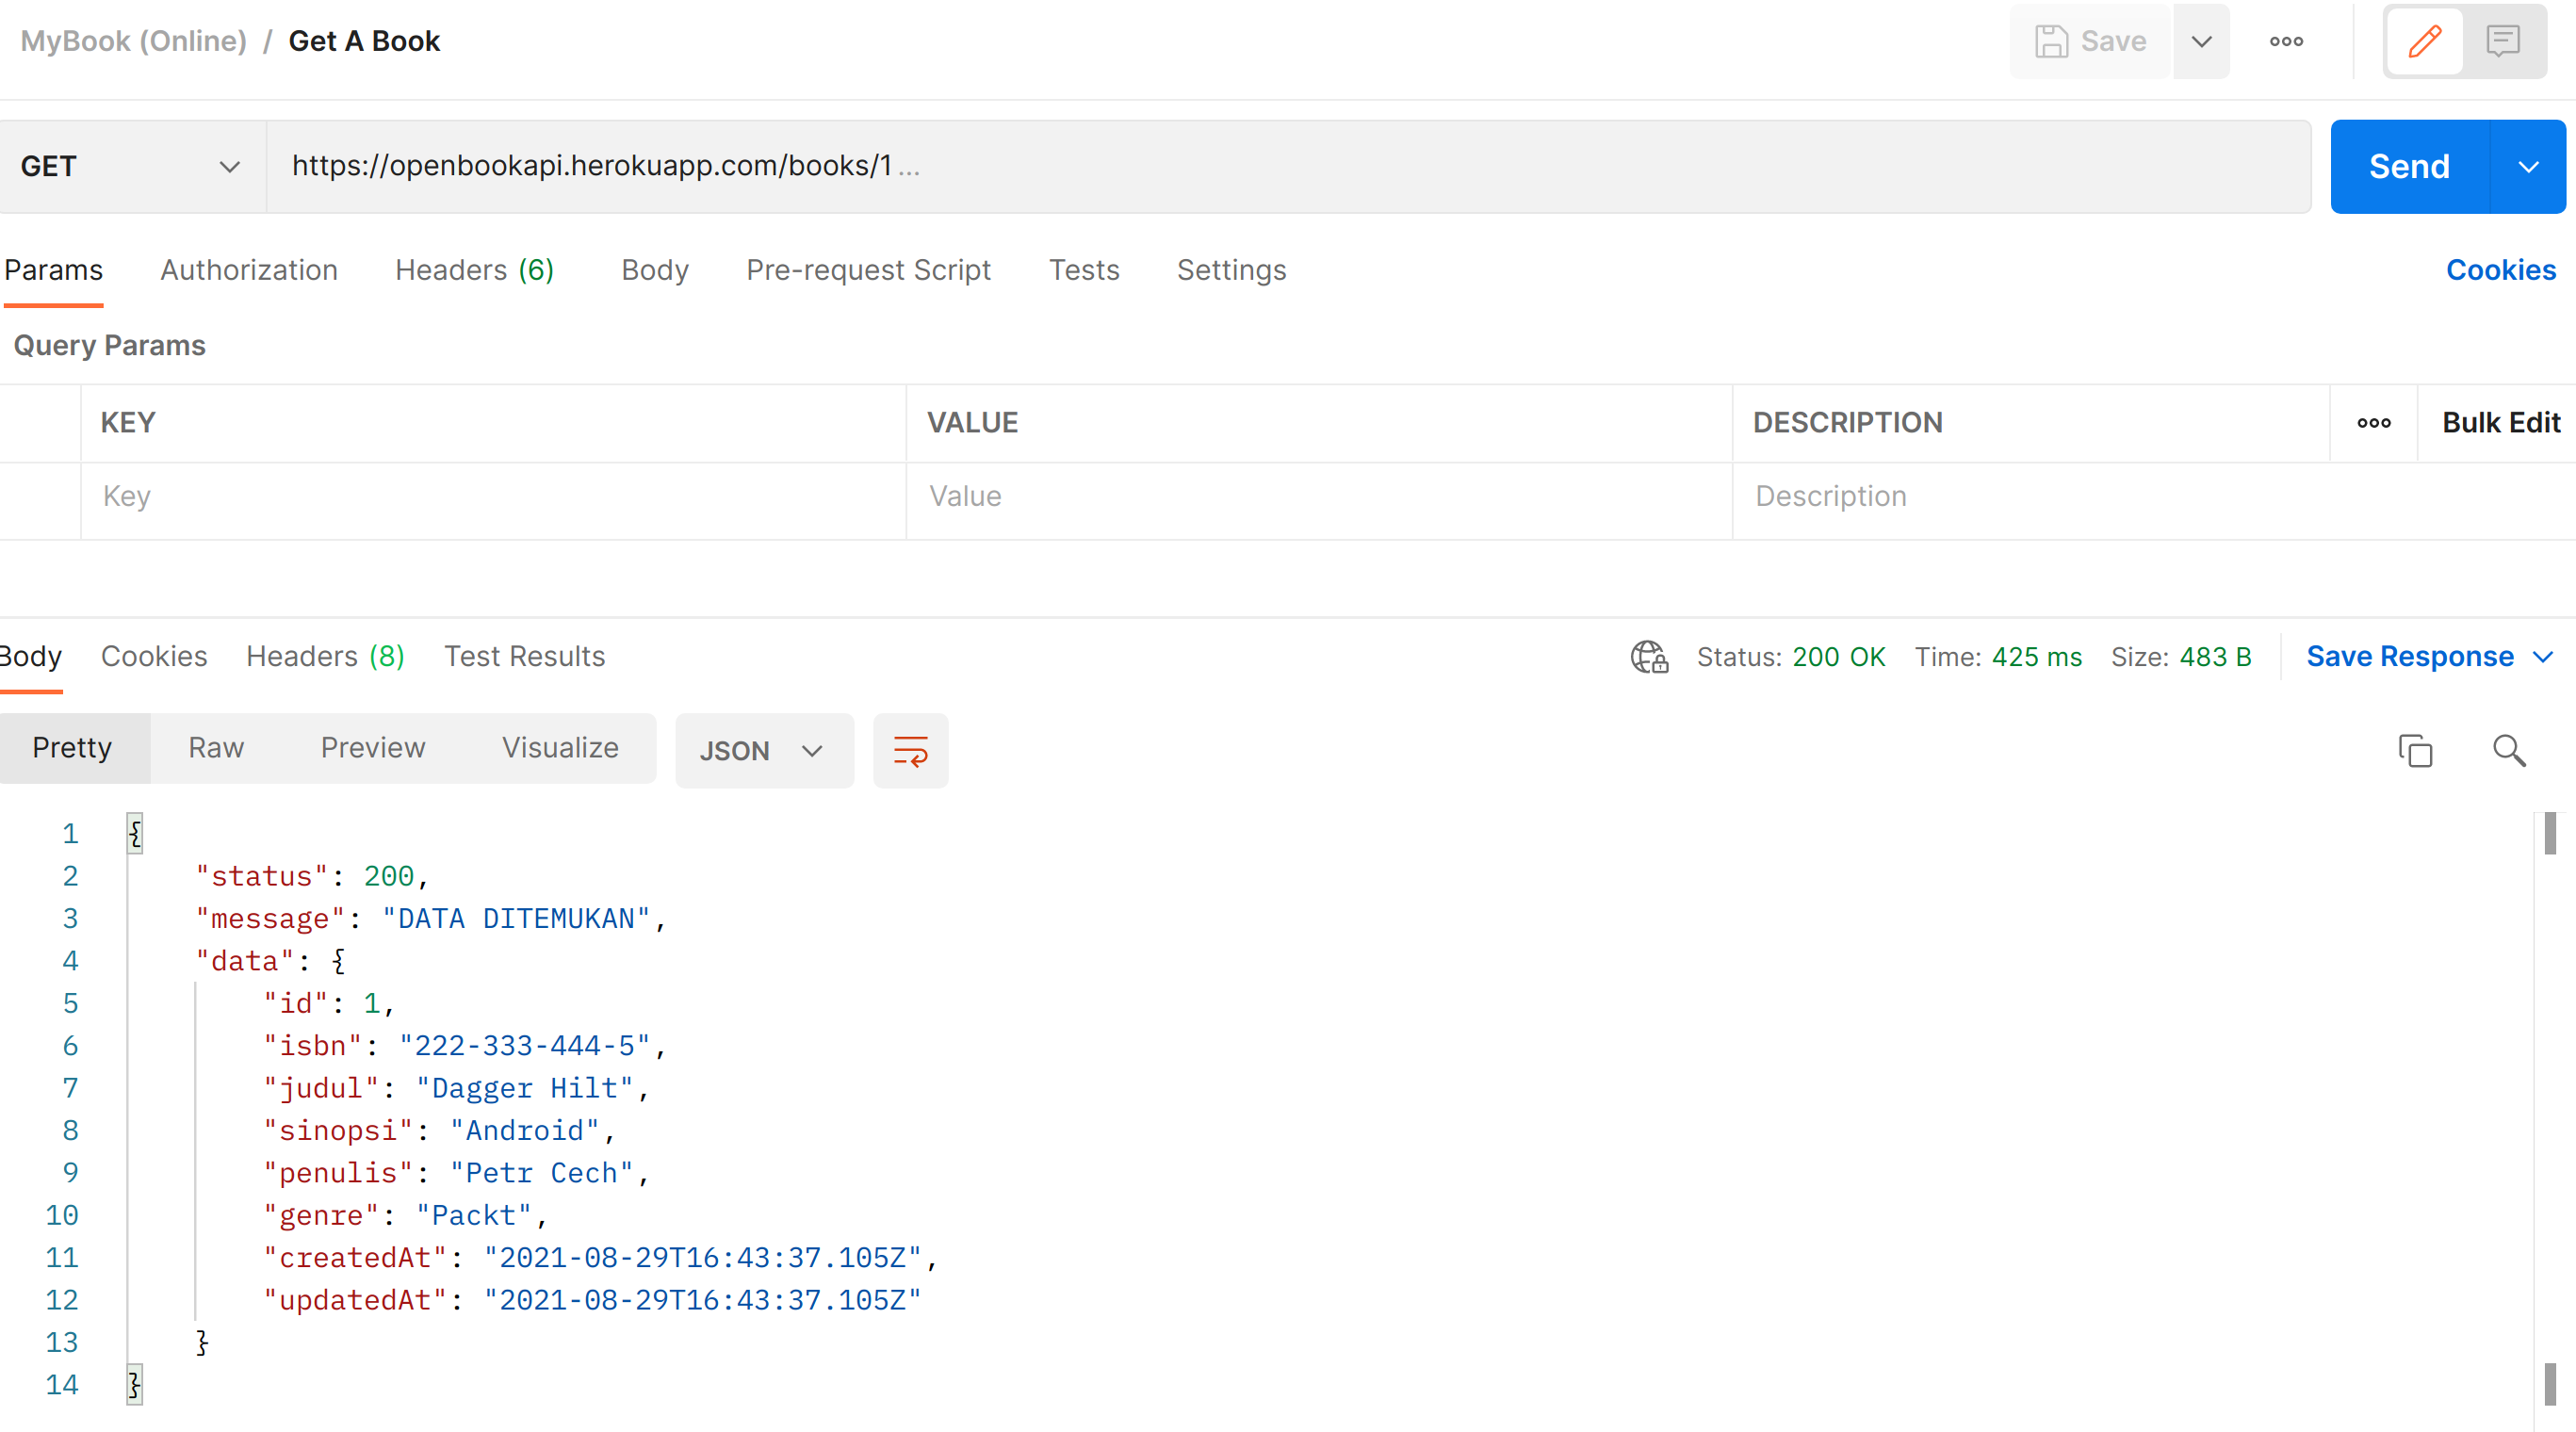 MyBook (Online) / Get A Book Save
GET https://openbookapi.herokuapp.com/books/1 ... Send
Params Authorization Headers (6) Body Pre-request Script Tests Settings Cookies
Query Params
KEY VALUE DESCRIPTION Bulk Edit
Key Value Description
Body Cookies Headers (8) Test Results Status: 200 OK Time: 425 ms Size: 483 B Save Response
Pretty Raw Preview Visualize JSON
1 {
2 "status": 200,
3 "message": "DATA DITEMUKAN",
4 "data": {
5 "id": 1,
6 "isbn": "222-333-444-5",
7 "judul": "Dagger Hilt",
8 "sinopsi": "Android",
9 "penulis": "Petr Cech",
10 "genre": "Packt",
11 "createdAt": "2021-08-29T16:43:37.105Z",
12 "updatedAt": "2021-08-29T16:43:37.105Z"
13 }
14 }